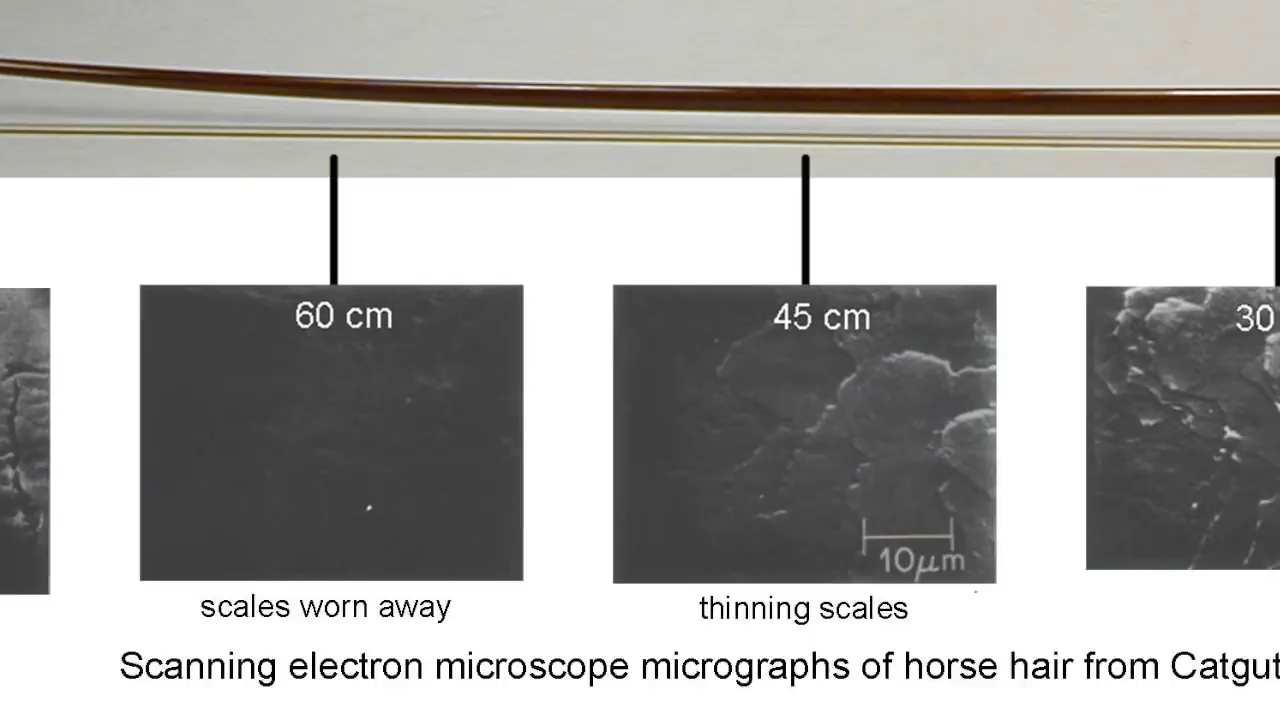 60 cm
45 cm
30
10μm
scales worn away
thinning scales
Scanning electron microscope micrographs of horse hair from Catgut